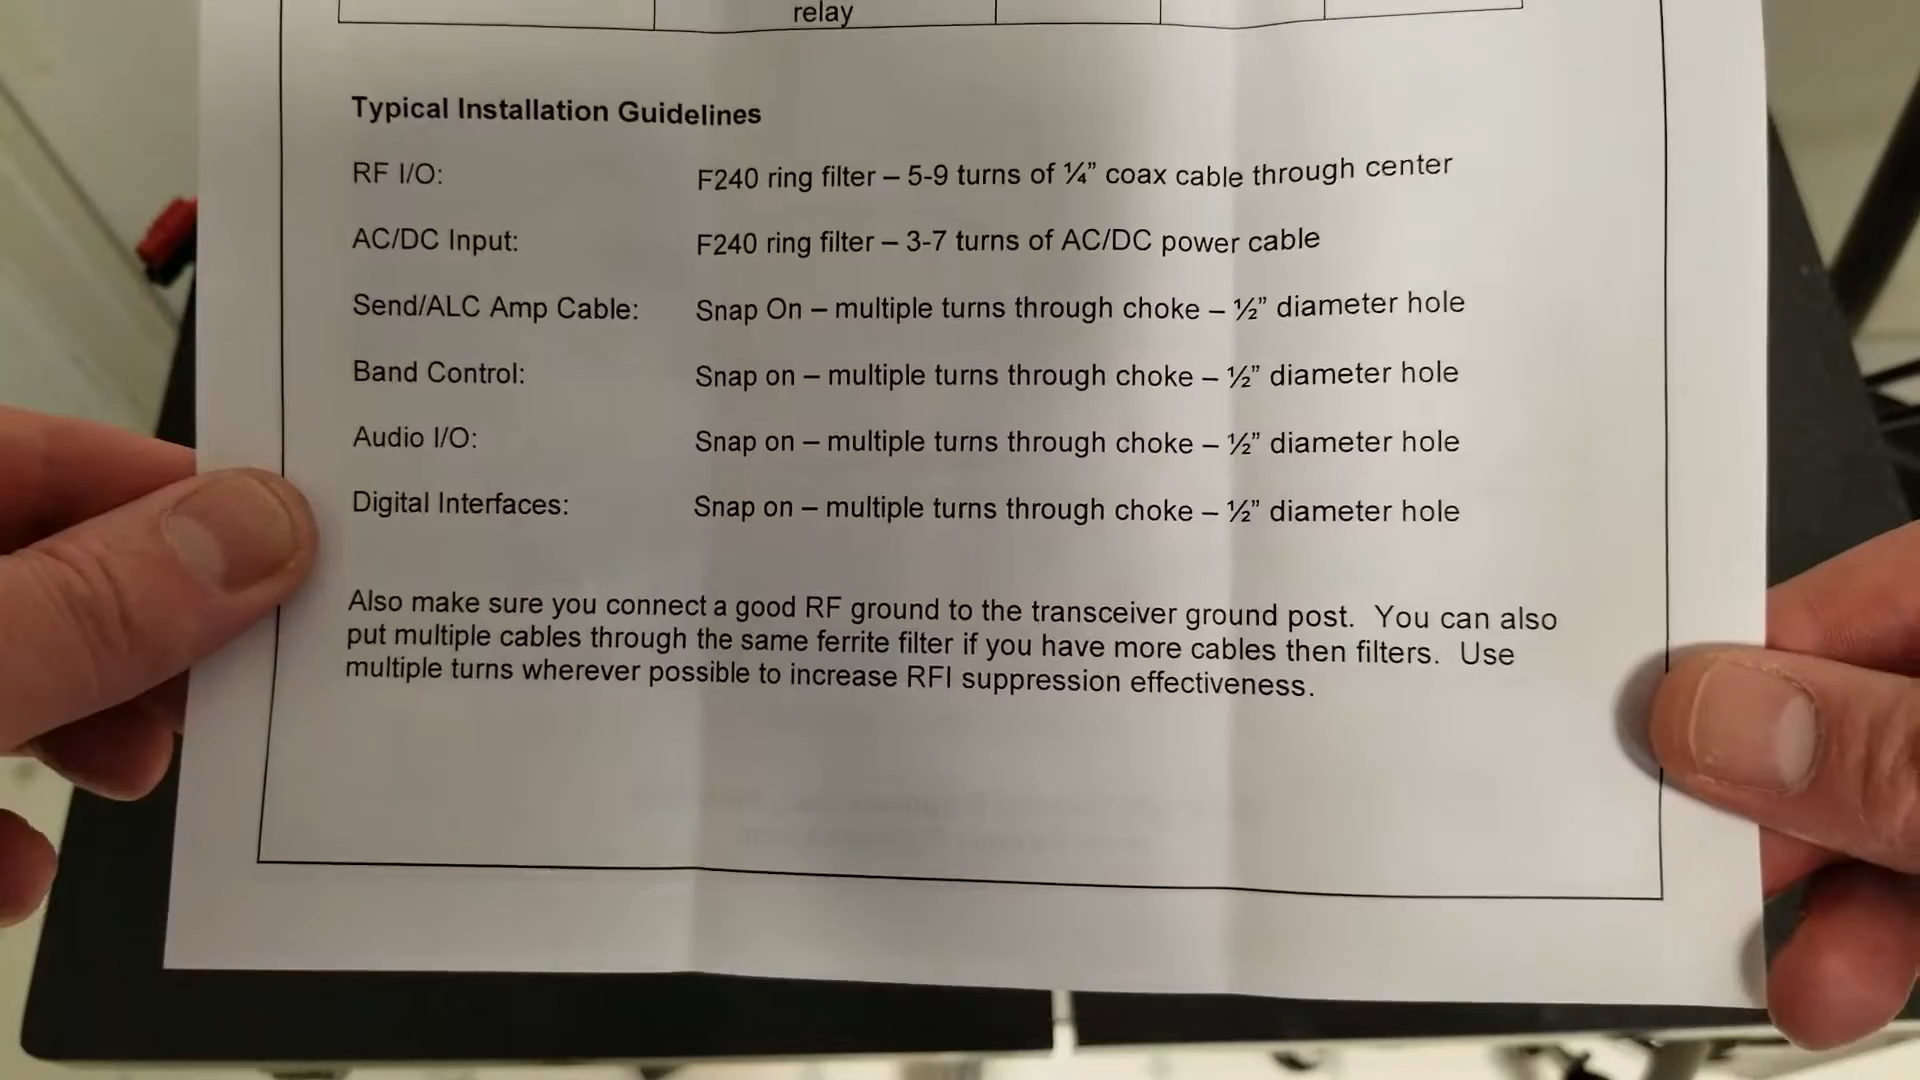 relay
Typical Installation Guidelines
RF I/O: F240 ring filter – 5-9 turns of ¼” coax cable through center
AC/DC Input: F240 ring filter – 3-7 turns of AC/DC power cable
Send/ALC Amp Cable: Snap On – multiple turns through choke – ½” diameter hole
Band Control: Snap on – multiple turns through choke – ½” diameter hole
Audio I/O: Snap on – multiple turns through choke – ½” diameter hole
Digital Interfaces: Snap on – multiple turns through choke – ½” diameter hole
Also make sure you connect a good RF ground to the transceiver ground post. You can also
put multiple cables through the same ferrite filter if you have more cables then filters. Use
multiple turns wherever possible to increase RFI suppression effectiveness.